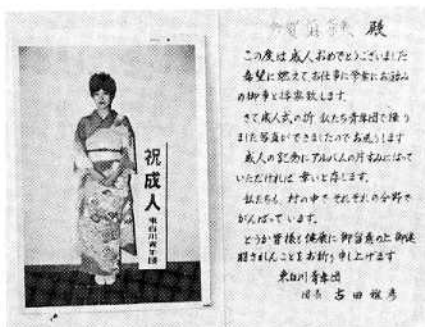 祝成人
東白川青年団
殿
この度は成人おめでとうございました
希望に燃えてお仕事に学業にお励み
の御事と拝察致します。
さて成人式の折 私たち青年団で撮り
ました写真ができましたのでお送りします
成人の記念にアルバムの片すみにはって
いただければ 幸いと存じます。
私たちも、村の中で それぞれの分野で
がんばっています。
どうか皆様も健康に御留意の上 御健
闘されんことをお祈り申し上げます
東白川青年団
団長 吉田